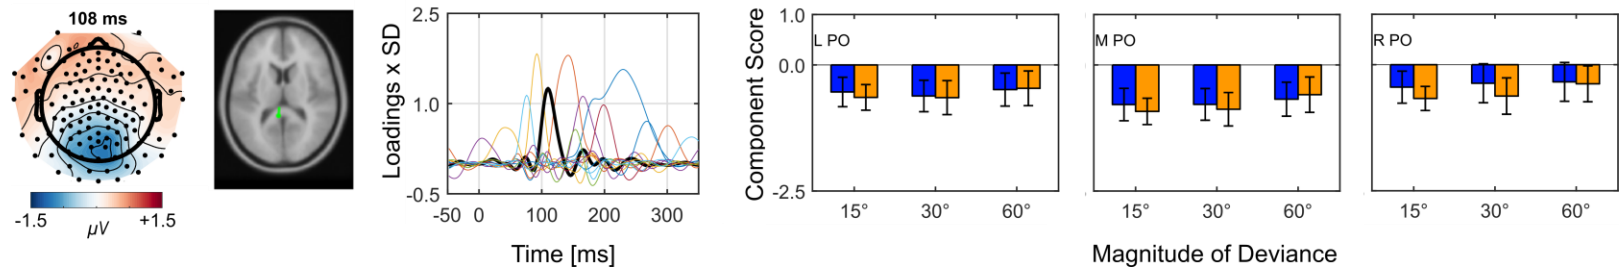 108 ms
-1.5 +1.5
µV
Loadings x SD
2.5
1.0
-0.5
-50 0 100 200 300
Time [ms]
Component Score
1.0
0.0
-2.5
L PO
15° 30° 60°
M PO
15° 30° 60°
R PO
15° 30° 60°
Magnitude of Deviance